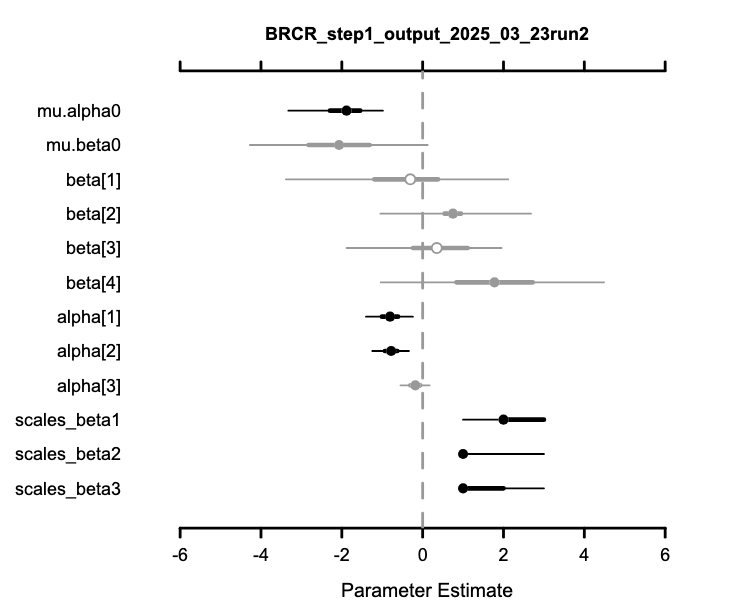 BRCR_step1_output_2025_03_23run2
mu.alpha0
mu.beta0
beta[1]
beta[2]
beta[3]
beta[4]
alpha[1]
alpha[2]
alpha[3]
scales_beta1
scales_beta2
scales_beta3
-6 -4 -2 0 2 4 6
Parameter Estimate